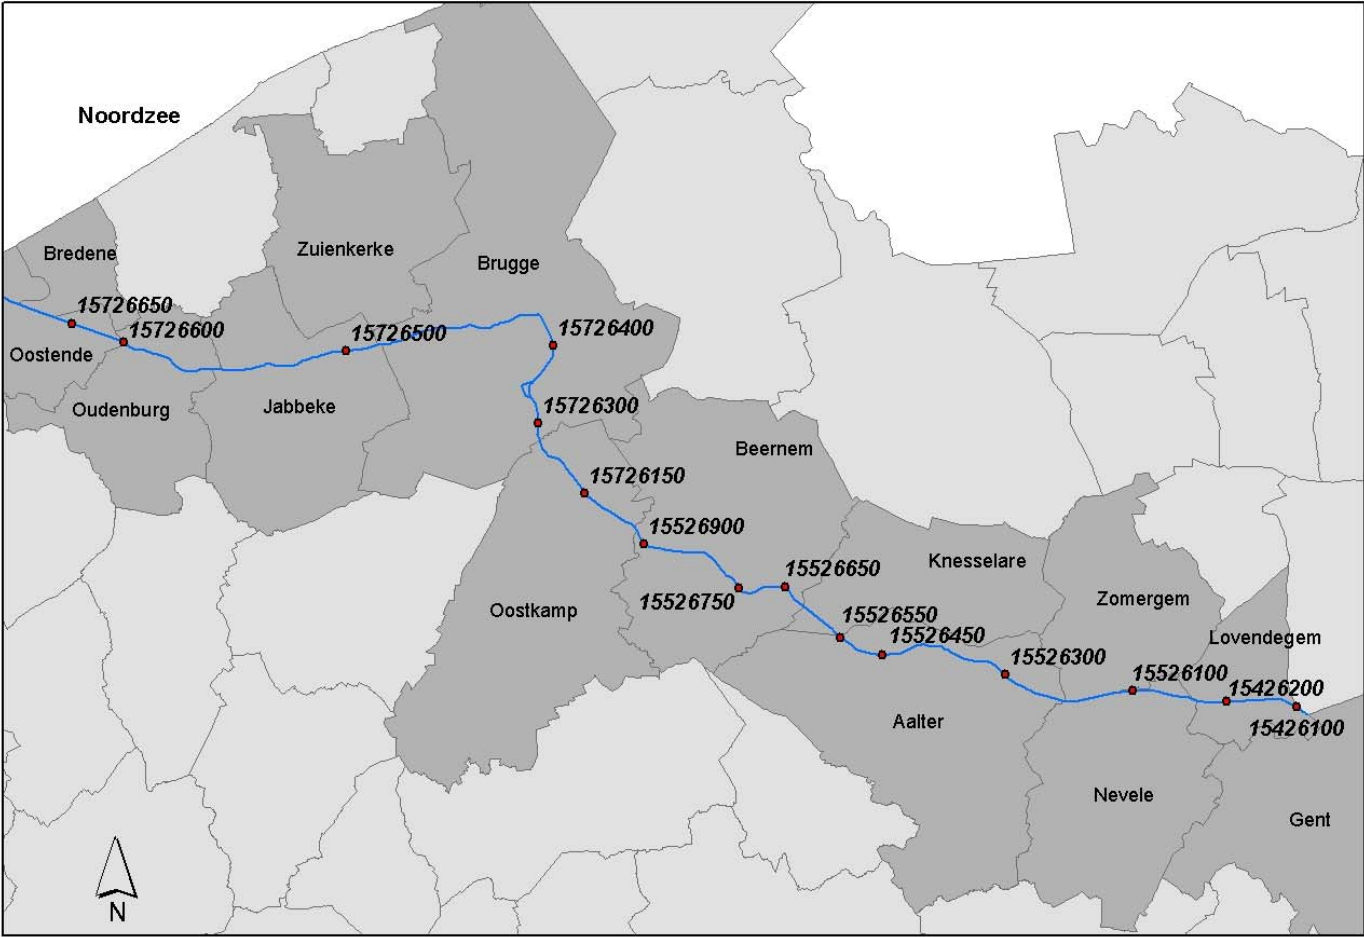 Noordzee
Bredene
Zuienkerke
Brugge
15726650
15726600
15726500
15726400
Oostende
Oudenburg
Jabbeke
15726300
Beernem
15726150
15526900
Knesselare
15526650
15526750
Oostkamp
Zomergem
15526550
15526450
Lovendegem
15526300
15526100
15426200
Aalter
15426100
Nevele
Gent
N